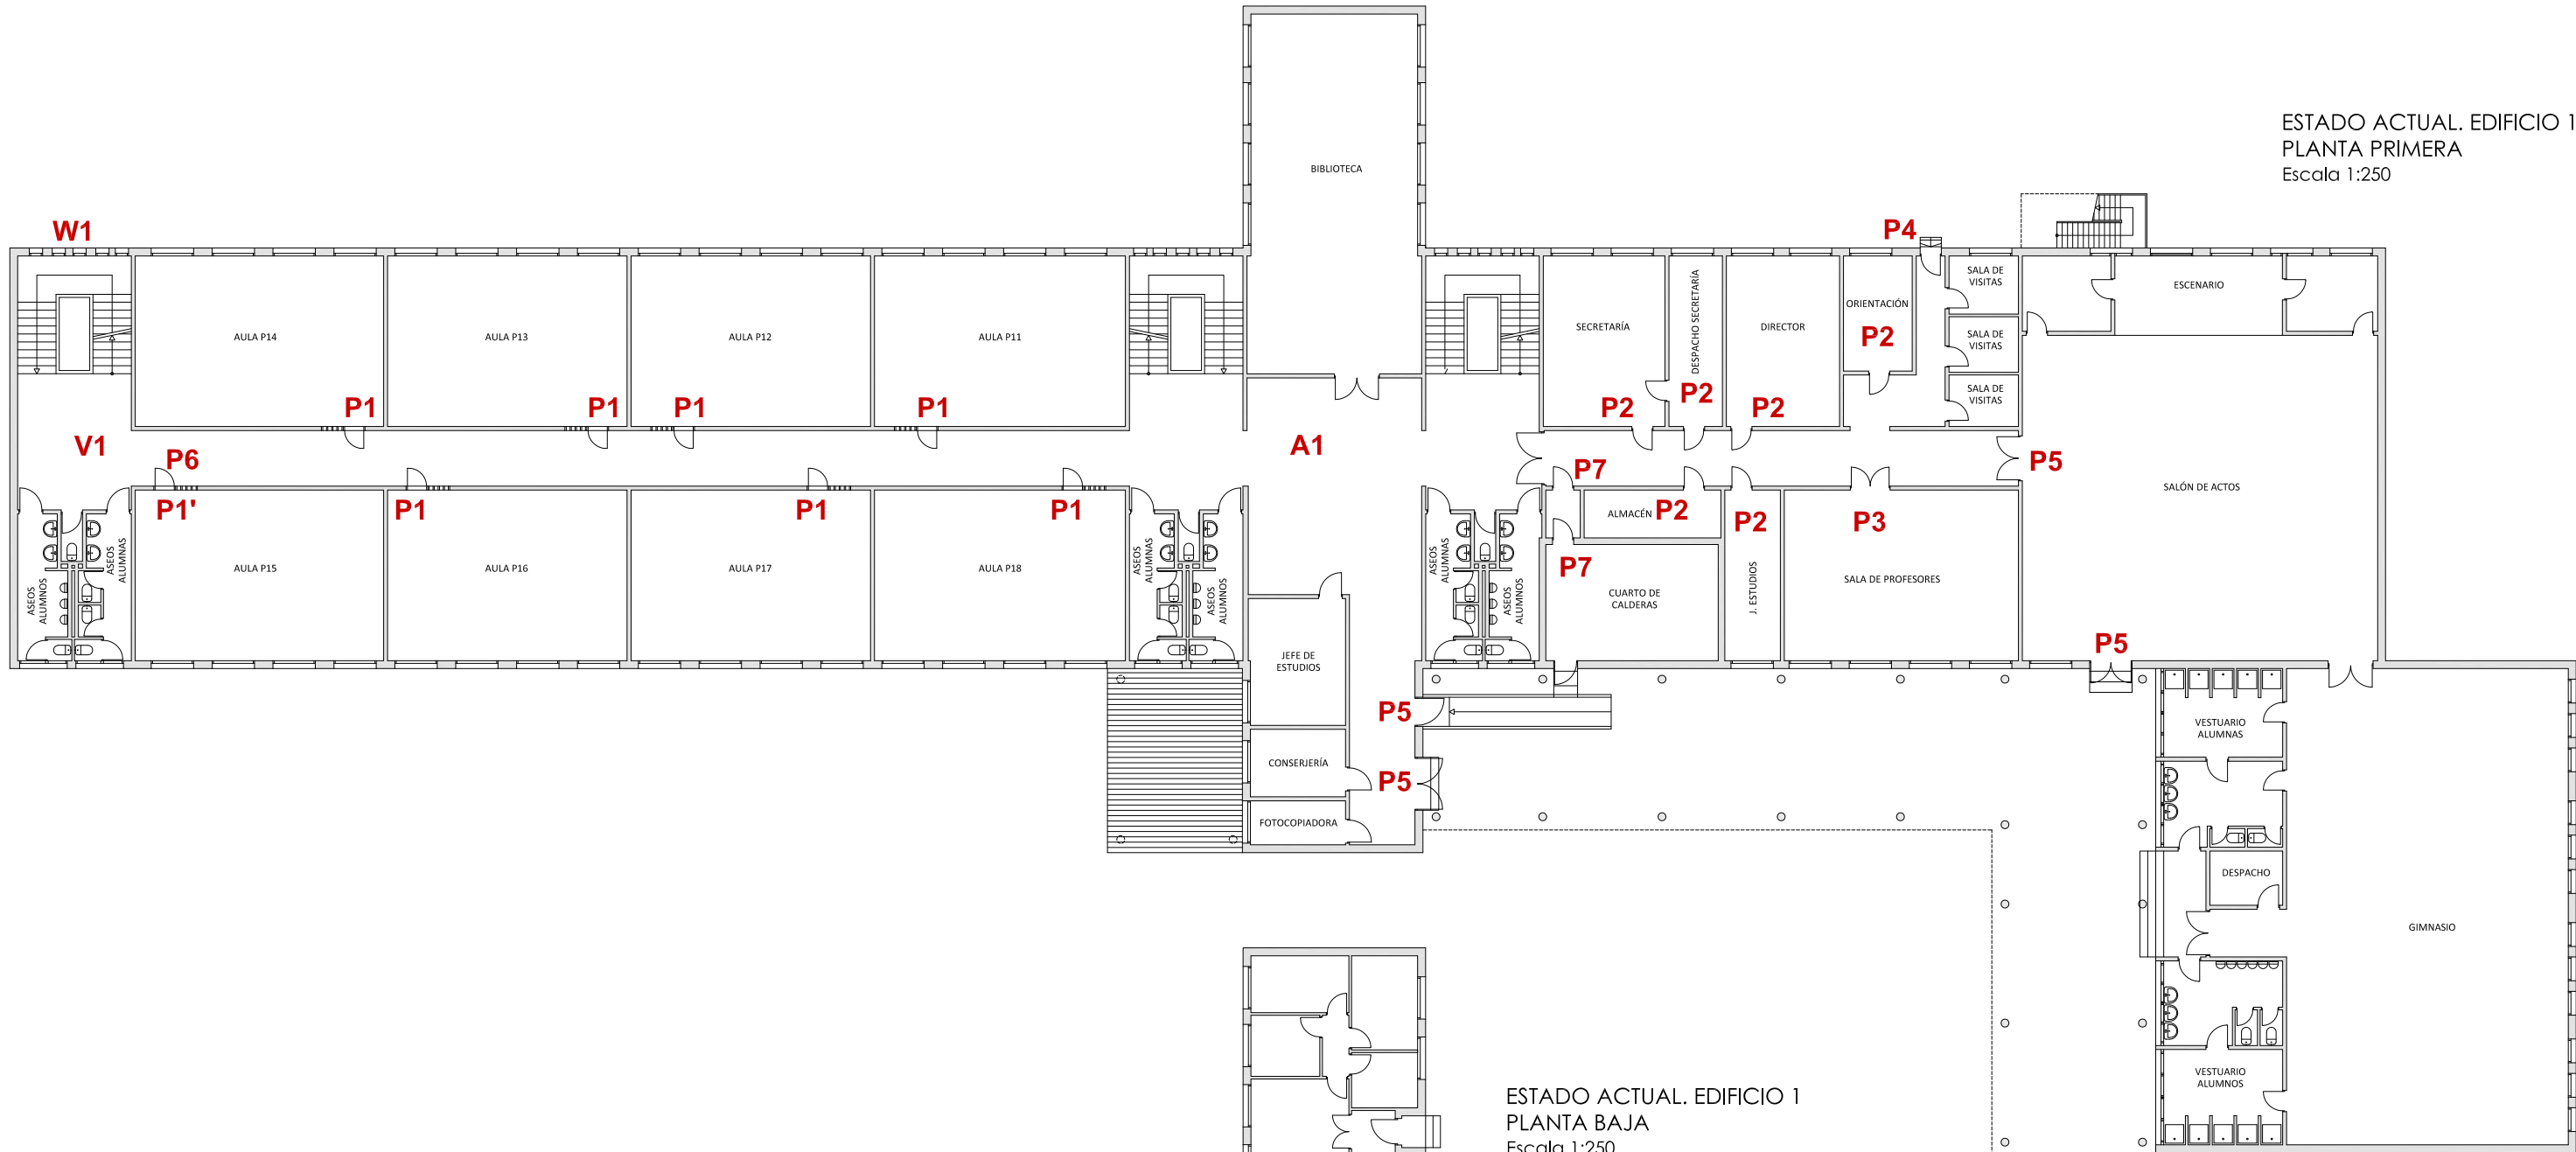 ESTADO ACTUAL. EDIFICIO 1
PLANTA PRIMERA
Escala 1:250
BIBLIOTECA
W1
P4
SALA DE
VISITAS
ESCENARIO
ORIENTACIÓN
P2
AULA P14
AULA P13
AULA P12
AULA P11
SECRETARÍA
DESPACHO SECRETARÍA
DIRECTOR
SALA DE
VISITAS
SALA DE
VISITAS
P1
P1
P1
P1
P2
P2
P2
V1
P6
A1
P7
P5
SALÓN DE ACTOS
P1'
P1
P1
P1
ALMACÉN
P2
P2
P3
ASEOS
ALUMNOS
ASEOS
ALUMNAS
AULA P15
AULA P16
AULA P17
AULA P18
ASEOS
ALUMNAS
ASEOS
ALUMNOS
ASEOS
ALUMNAS
ASEOS
ALUMNOS
P7
CUARTO DE
CALDERAS
J. ESTUDIOS
SALA DE PROFESORES
JEFE DE
ESTUDIOS
P5
P5
VESTUARIO
ALUMNAS
CONSERJERÍA
P5
FOTOCOPIADORA
DESPACHO
GIMNASIO
VESTUARIO
ALUMNOS
ESTADO ACTUAL. EDIFICIO 1
PLANTA BAJA
Escala 1:250